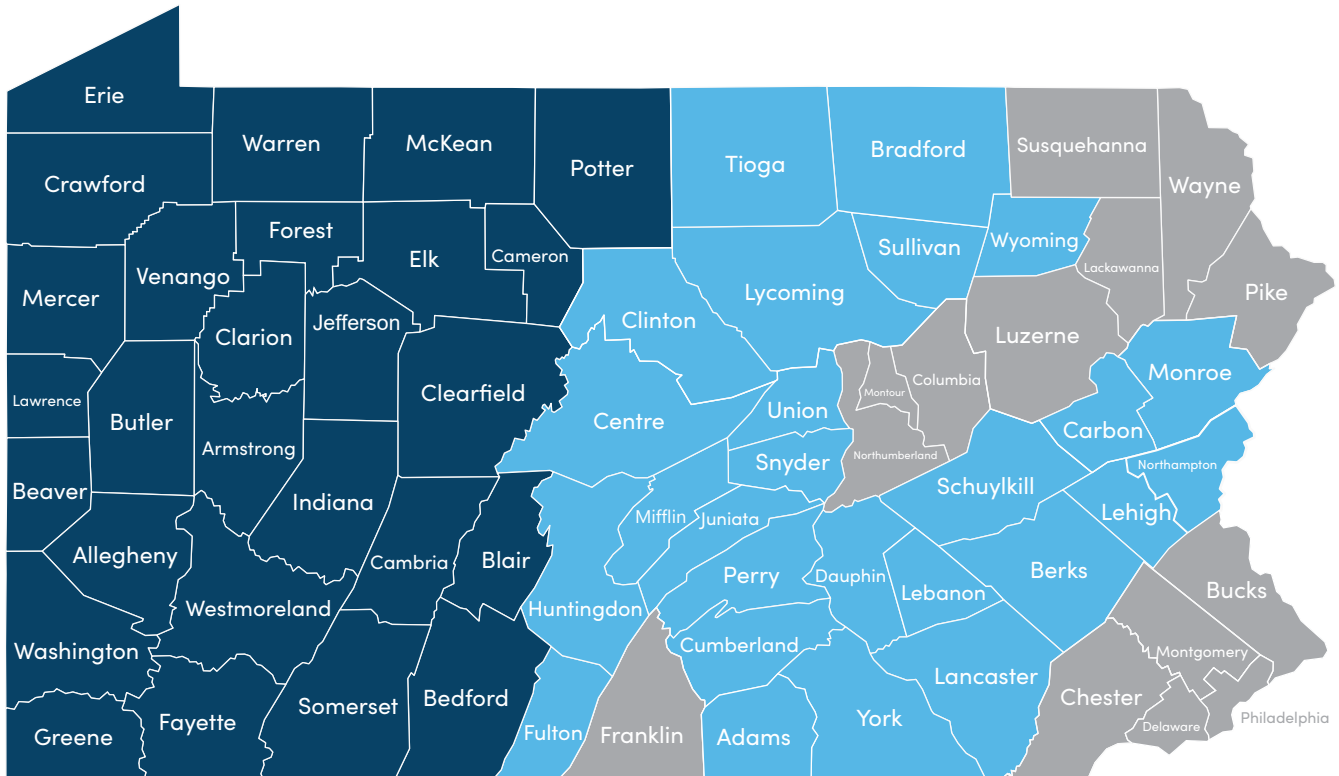 Erie
Warren
McKean
Potter
Tioga
Bradford
Susquehanna
Wayne
Crawford
Forest
Elk
Cameron
Sullivan
Wyoming
Lackawanna
Pike
Venango
Mercer
Clarion
Jefferson
Clinton
Lycoming
Luzerne
Lawrence
Butler
Armstrong
Clearfield
Centre
Union
Montour
Columbia
Monroe
Carbon
Snyder
Northumberland
Northampton
Beaver
Indiana
Mifflin
Juniata
Schuylkill
Lehigh
Allegheny
Cambria
Blair
Huntingdon
Perry
Dauphin
Lebanon
Berks
Bucks
Westmoreland
Washington
Cumberland
Lancaster
Montgomery
Greene
Fayette
Somerset
Bedford
Fulton
Franklin
Adams
York
Chester
Delaware
Philadelphia